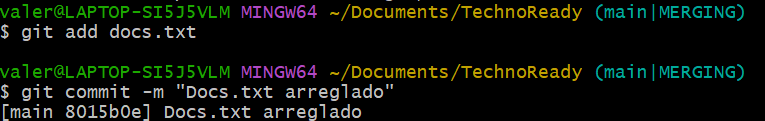 valer@LAPTOP-SI5J5VLM MINGW64 ~/Documents/TechnoReady (main|MERGING)
$ git add docs.txt
valer@LAPTOP-SI5J5VLM MINGW64 ~/Documents/TechnoReady (main|MERGING)
$ git commit -m "Docs.txt arreglado"
[main 8015b0e] Docs.txt arreglado